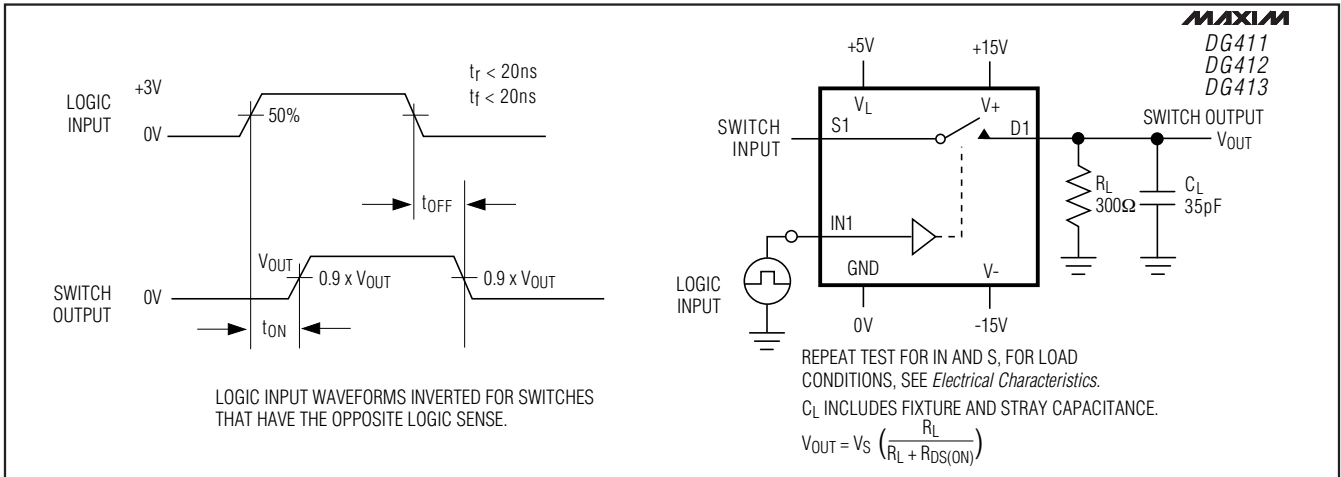 +3V
LOGIC
INPUT
0V
50%
tr < 20ns
tf < 20ns
tOFF
VOUT
0.9 x VOUT
0.9 x VOUT
SWITCH
OUTPUT
0V
tON
LOGIC INPUT WAVEFORMS INVERTED FOR SWITCHES
THAT HAVE THE OPPOSITE LOGIC SENSE.
MAXIM
DG411
DG412
DG413
+5V
+15V
VL
V+
SWITCH
INPUT
S1
D1
SWITCH OUTPUT
VOUT
RL
300Ω
CL
35pF
IN1
LOGIC
INPUT
GND
V-
0V
-15V
REPEAT TEST FOR IN AND S, FOR LOAD
CONDITIONS, SEE Electrical Characteristics.
CL INCLUDES FIXTURE AND STRAY CAPACITANCE.
VOUT = VS (RL / RL + RDS(ON))